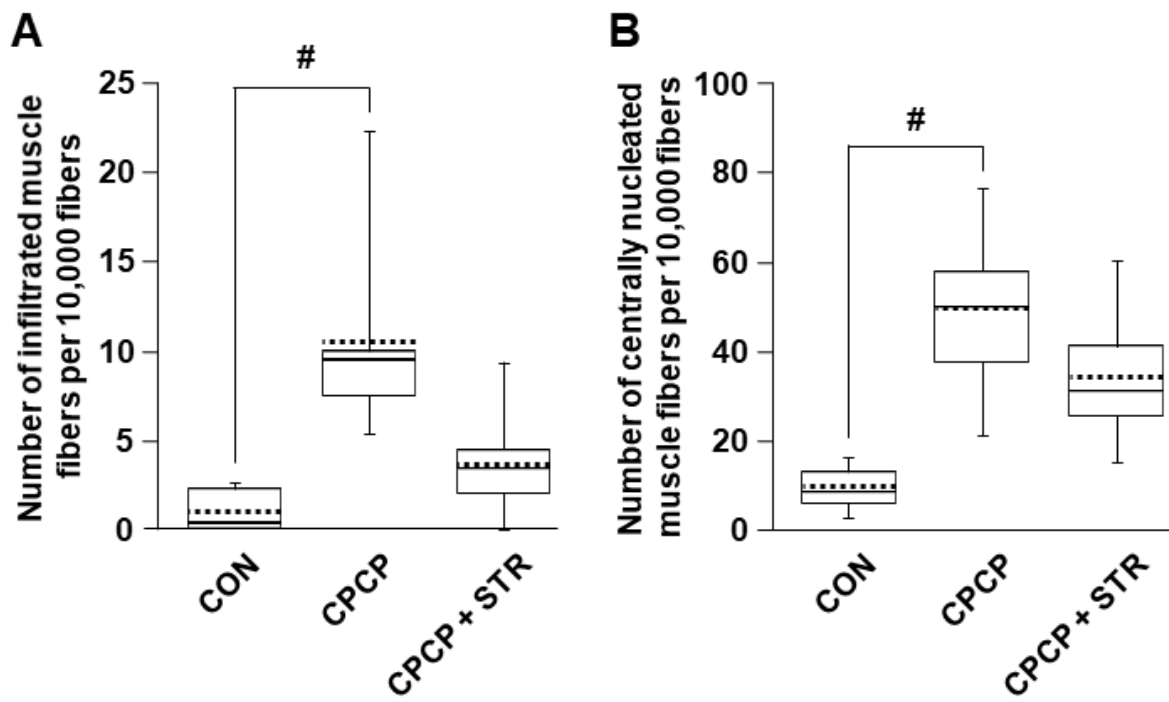 A
#
Number of infiltrated muscle
fibers per 10,000 fibers
25
20
15
10
5
0
CON
CPCP
CPCP + STR
B
#
Number of centrally nucleated
muscle fibers per 10,000 fibers
100
80
60
40
20
0
CON
CPCP
CPCP + STR